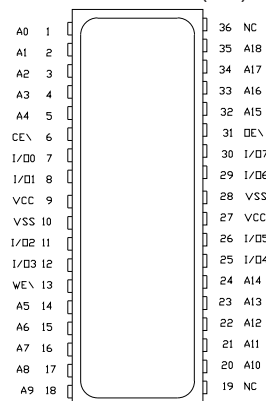 A0 1
A1 2
A2 3
A3 4
A4 5
CE\ 6
I/O0 7
I/O1 8
VCC 9
VSS 10
I/O2 11
I/O3 12
WE\ 13
A5 14
A6 15
A7 16
A8 17
A9 18
36 NC
35 A18
34 A17
33 A16
32 A15
31 OE\
30 I/O7
29 I/O6
28 VSS
27 VCC
26 I/O5
25 I/O4
24 A14
23 A13
22 A12
21 A11
20 A10
19 NC